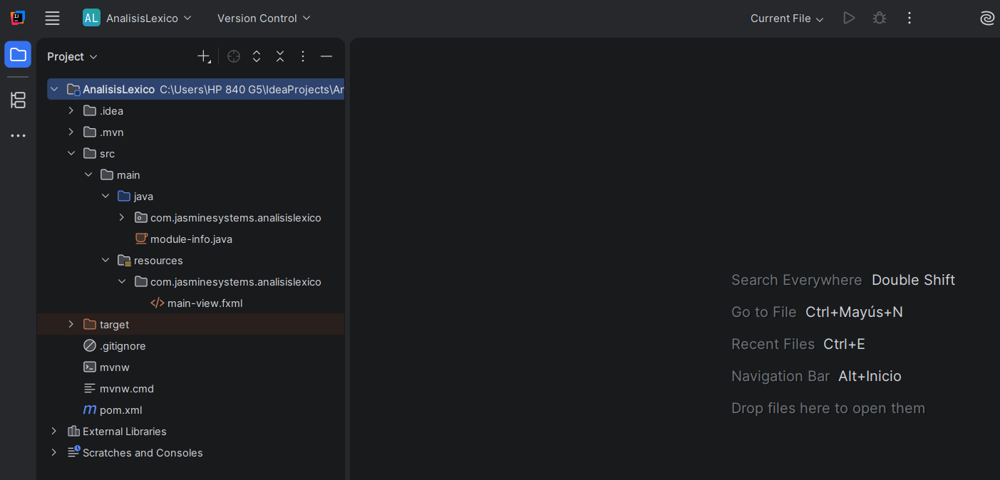 AL AnalisisLexico Version Control Current File
Project
AnalisisLexico C:\Users\HP 840 G5\IdeaProjects\An
.idea
.mvn
src
main
java
com.jasminesystems.analisislexico
module-info.java
resources
com.jasminesystems.analisislexico
main-view.fxml
target
.gitignore
mvnw
mvnw.cmd
pom.xml
External Libraries
Scratches and Consoles
Search Everywhere Double Shift
Go to File Ctrl+Mayús+N
Recent Files Ctrl+E
Navigation Bar Alt+Inicio
Drop files here to open them